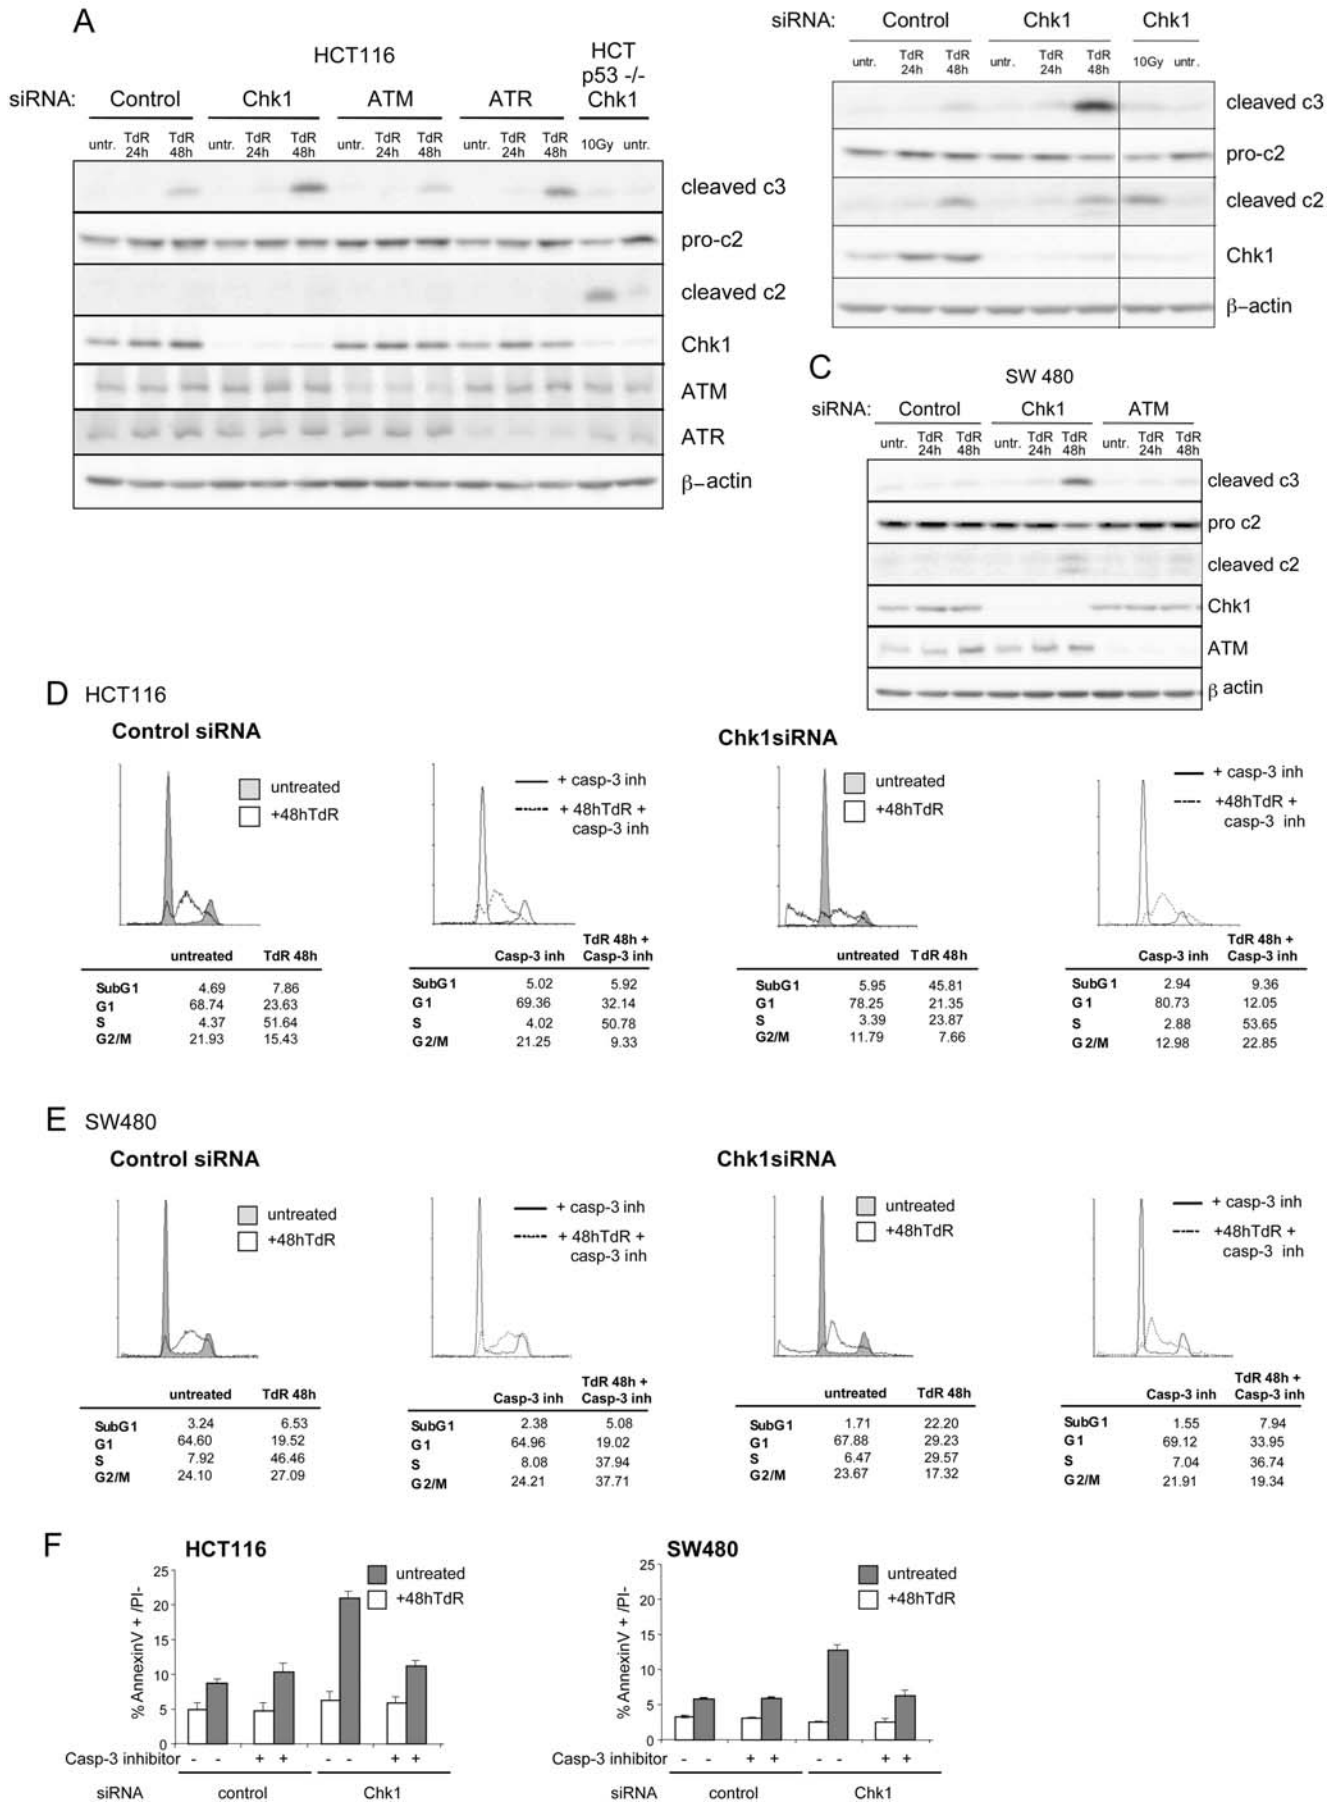 A
HCT116
HCT
p53 -/-
siRNA: Control Chk1 ATM ATR Chk1
untr. TdR 24h TdR 48h untr. TdR 24h TdR 48h untr. TdR 24h TdR 48h untr. TdR 24h TdR 48h 10Gy untr.
cleaved c3
pro-c2
cleaved c2
Chk1
ATM
ATR
β–actin
siRNA: Control Chk1 Chk1
untr. TdR 24h TdR 48h untr. TdR 24h TdR 48h 10Gy untr.
cleaved c3
pro-c2
cleaved c2
Chk1
β–actin
C
SW 480
siRNA: Control Chk1 ATM
untr. TdR 24h TdR 48h untr. TdR 24h TdR 48h untr. TdR 24h TdR 48h
cleaved c3
pro c2
cleaved c2
Chk1
ATM
β actin
D HCT116
Control siRNA
untreated
+48hTdR
untreated TdR 48h
SubG1 4.69 7.86
G1 68.74 23.63
S 4.37 51.64
G2/M 21.93 15.43
+ casp-3 inh
+ 48hTdR +
casp-3 inh
TdR 48h +
Casp-3 inh Casp-3 inh
SubG1 5.02 5.92
G1 69.36 32.14
S 4.02 50.78
G2/M 21.25 9.33
Chk1siRNA
untreated
+48hTdR
untreated TdR 48h
SubG1 5.95 45.81
G1 78.25 21.35
S 3.39 23.87
G2/M 11.79 7.66
+ casp-3 inh
+48hTdR +
casp-3 inh
TdR 48h +
Casp-3 inh Casp-3 inh
SubG1 2.94 9.36
G1 80.73 12.05
S 2.88 53.65
G2/M 12.98 22.85
E SW480
Control siRNA
untreated
+48hTdR
untreated TdR 48h
SubG1 3.24 6.53
G1 64.60 19.52
S 7.92 46.46
G2/M 24.10 27.09
+ casp-3 inh
+ 48hTdR +
casp-3 inh
TdR 48h +
Casp-3 inh Casp-3 inh
SubG1 2.38 5.08
G1 64.96 19.02
S 8.08 37.94
G2/M 24.21 37.71
Chk1siRNA
untreated
+48hTdR
untreated TdR 48h
SubG1 1.71 22.20
G1 67.88 29.23
S 6.47 29.57
G2/M 23.67 17.32
+ casp-3 inh
+48hTdR +
casp-3 inh
TdR 48h +
Casp-3 inh Casp-3 inh
SubG1 1.55 7.94
G1 69.12 33.95
S 7.04 36.74
G2/M 21.91 19.34
F
HCT116
untreated
+48hTdR
% AnnexinV + /PI-
25
20
15
10
5
0
Casp-3 inhibitor - - + + - - + +
siRNA control Chk1
SW480
untreated
+48hTdR
% AnnexinV + /PI-
25
20
15
10
5
0
Casp-3 inhibitor - - + + - - + +
siRNA control Chk1